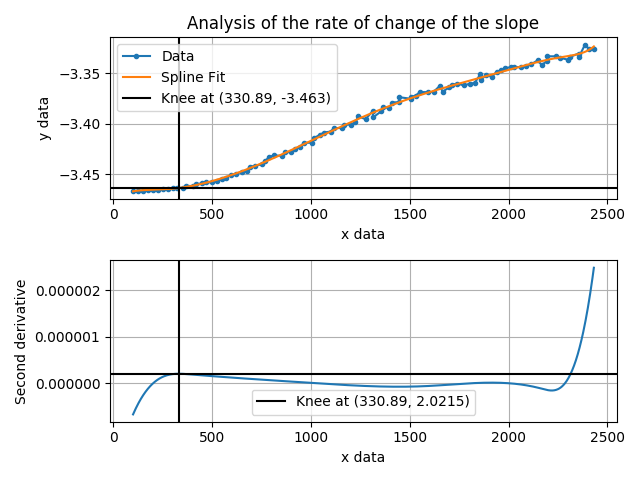 Analysis of the rate of change of the slope
Data
Spline Fit
Knee at (330.89, -3.463)
y data
−3.35
−3.40
−3.45
0 500 1000 1500 2000 2500
x data
Second derivative
0.000002
0.000001
0.000000
Knee at (330.89, 2.0215)
0 500 1000 1500 2000 2500
x data